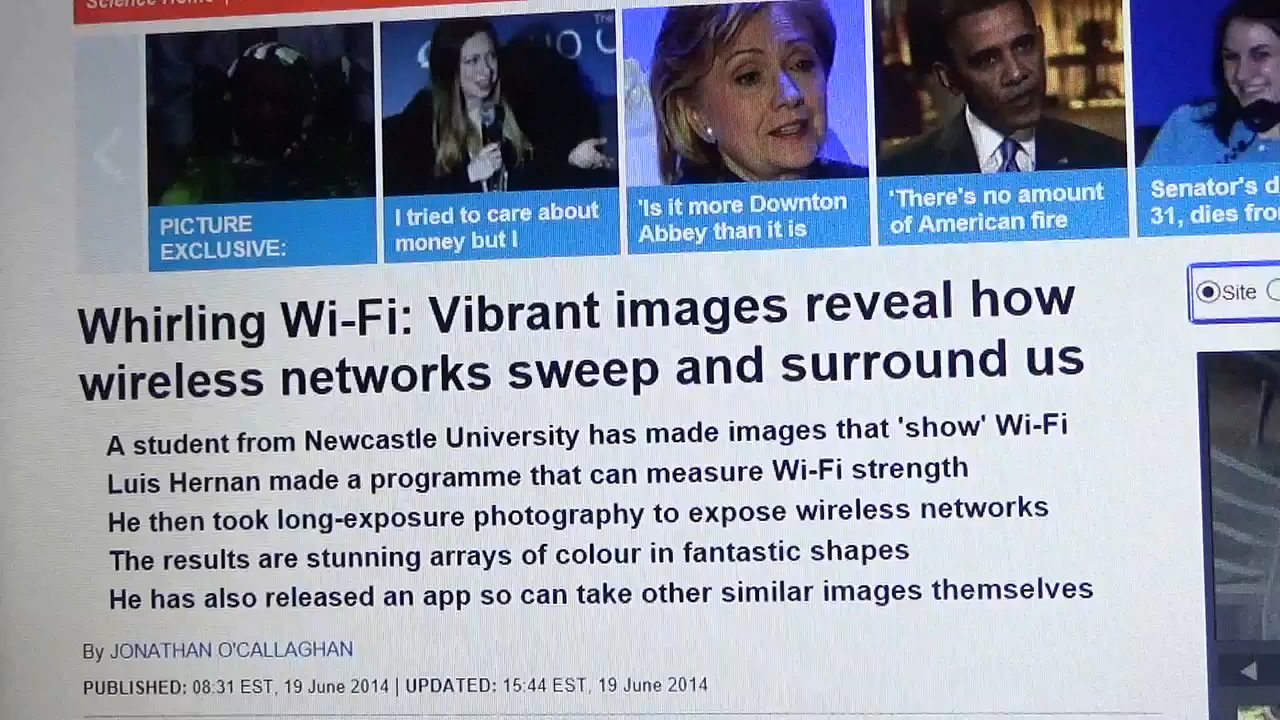 Science Home |
The
PICTURE
EXCLUSIVE:
I tried to care about
money but I
'Is it more Downton
Abbey than it is
'There's no amount
of American fire
Senator's d
31, dies fro
Site
Whirling Wi-Fi: Vibrant images reveal how
wireless networks sweep and surround us
A student from Newcastle University has made images that 'show' Wi-Fi
Luis Hernan made a programme that can measure Wi-Fi strength
He then took long-exposure photography to expose wireless networks
The results are stunning arrays of colour in fantastic shapes
He has also released an app so can take other similar images themselves
By JONATHAN O'CALLAGHAN
PUBLISHED: 08:31 EST, 19 June 2014 | UPDATED: 15:44 EST, 19 June 2014